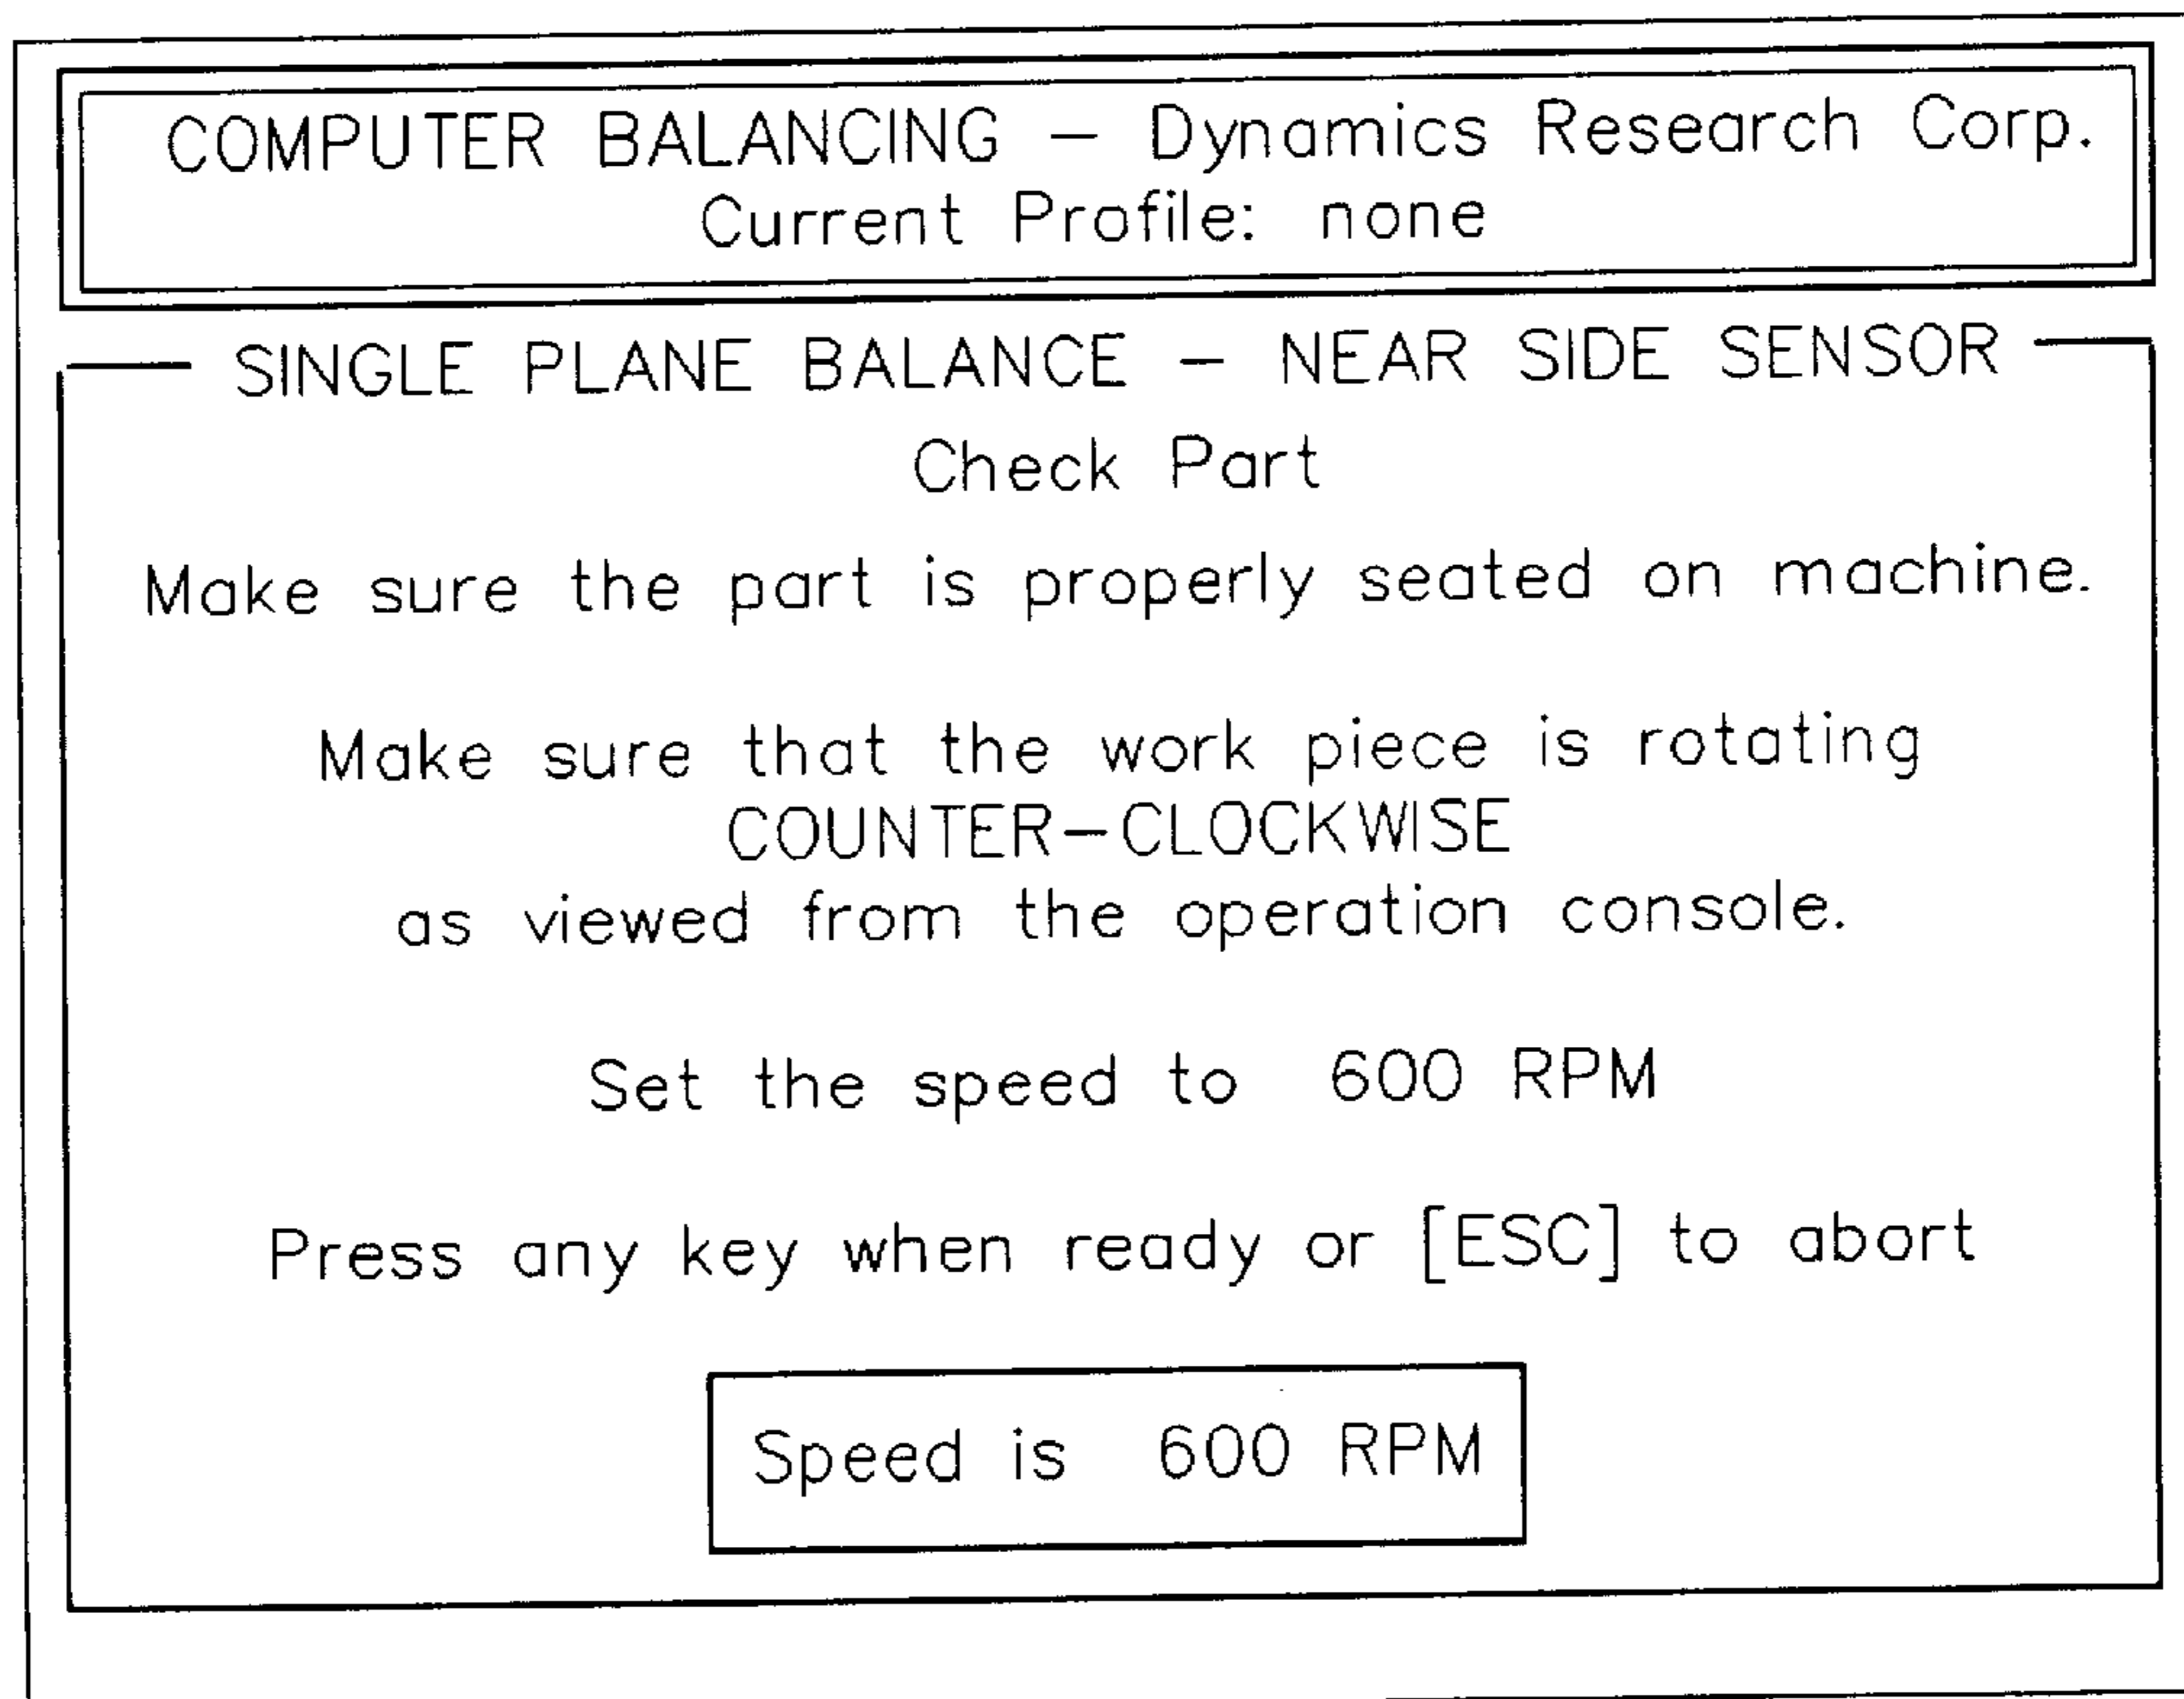 COMPUTER BALANCING – Dynamics Research Corp.
Current Profile: none
SINGLE PLANE BALANCE – NEAR SIDE SENSOR
Check Part
Make sure the part is properly seated on machine.
Make sure that the work piece is rotating
COUNTER–CLOCKWISE
as viewed from the operation console.
Set the speed to 600 RPM
Press any key when ready or [ESC] to abort
Speed is 600 RPM